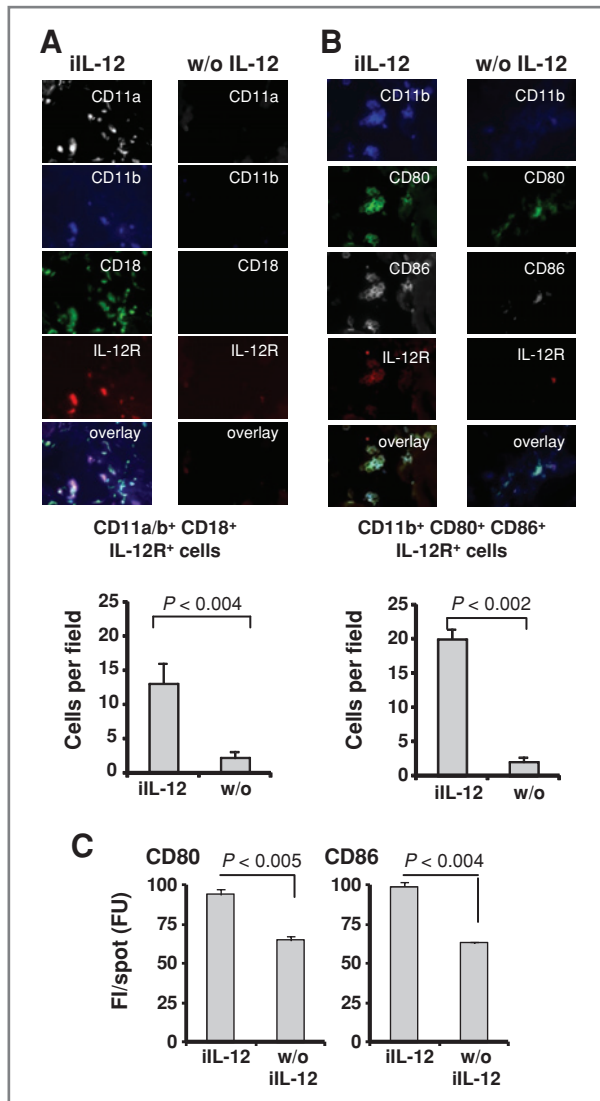 A
iIL-12 w/o IL-12
CD11a CD11a
CD11b CD11b
CD18 CD18
IL-12R IL-12R
overlay overlay
CD11a/b+ CD18+
IL-12R+ cells
P < 0.004
Cells per field
25
20
15
10
5
0
iIL-12 w/o
B
iIL-12 w/o IL-12
CD11b CD11b
CD80 CD80
CD86 CD86
IL-12R IL-12R
overlay overlay
CD11b+ CD80+ CD86+
IL-12R+ cells
P < 0.002
Cells per field
25
20
15
10
5
0
iIL-12 w/o
C
CD80
P < 0.005
FI/spot (FU)
100
75
50
25
0
iIL-12 w/o
iIL-12
CD86
P < 0.004
100
75
50
25
0
iIL-12 w/o
iIL-12